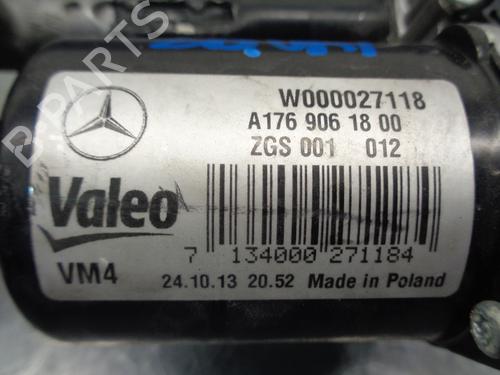 W000027118
A176 906 18 00
ZGS 001 012
Valeo
7 134000 271184
VM4
24.10.13 20.52 Made in Poland
B-PARTS